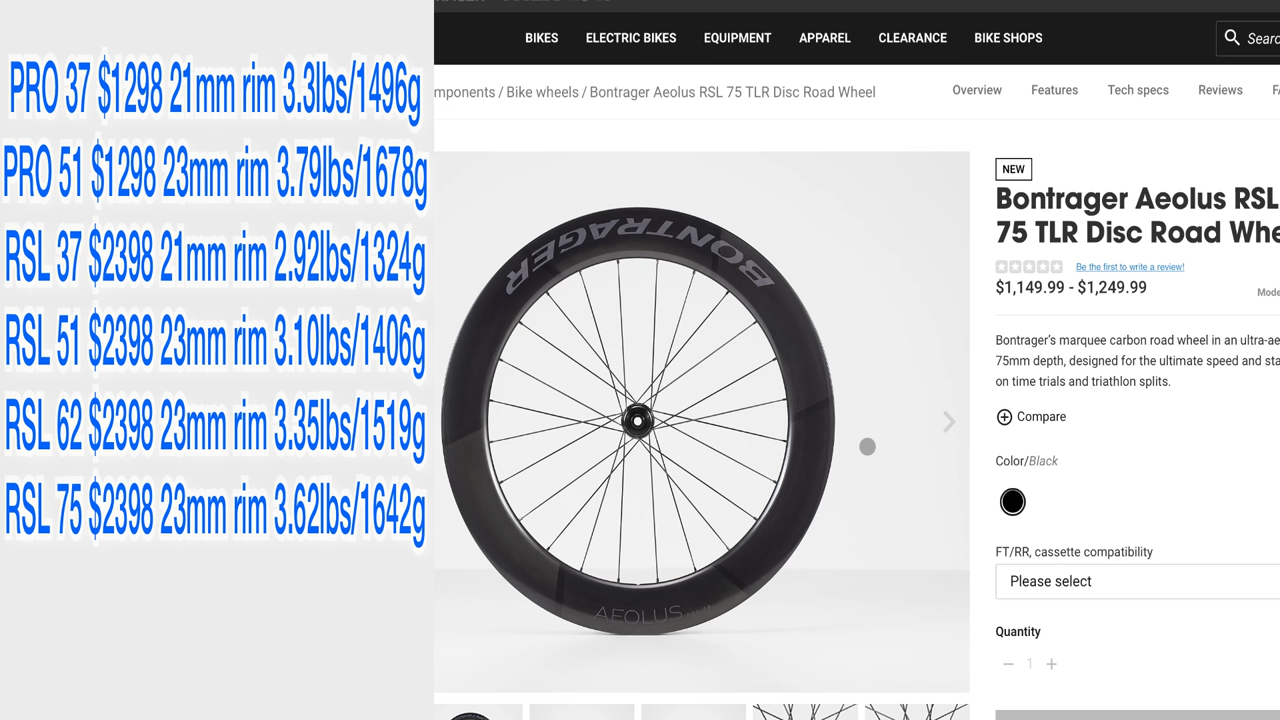 PRO 37 $1298 21mm rim 3.3lbs/1496g
PRO 51 $1298 23mm rim 3.79lbs/1678g
RSL 37 $2398 21mm rim 2.92lbs/1324g
RSL 51 $2398 23mm rim 3.10lbs/1406g
RSL 62 $2398 23mm rim 3.35lbs/1519g
RSL 75 $2398 23mm rim 3.62lbs/1642g
BIKES ELECTRIC BIKES EQUIPMENT APPAREL CLEARANCE BIKE SHOPS
Searc
mponents / Bike wheels / Bontrager Aeolus RSL 75 TLR Disc Road Wheel
Overview Features Tech specs Reviews FA
BONTRAGER
AEOLUS
NEW
Bontrager Aeolus RSL
75 TLR Disc Road Whe
Be the first to write a review!
$1,149.99 - $1,249.99
Mode
Bontrager's marquee carbon road wheel in an ultra-ae
75mm depth, designed for the ultimate speed and sta
on time trials and triathlon splits.
Compare
Color/Black
FT/RR, cassette compatibility
Please select
Quantity
1